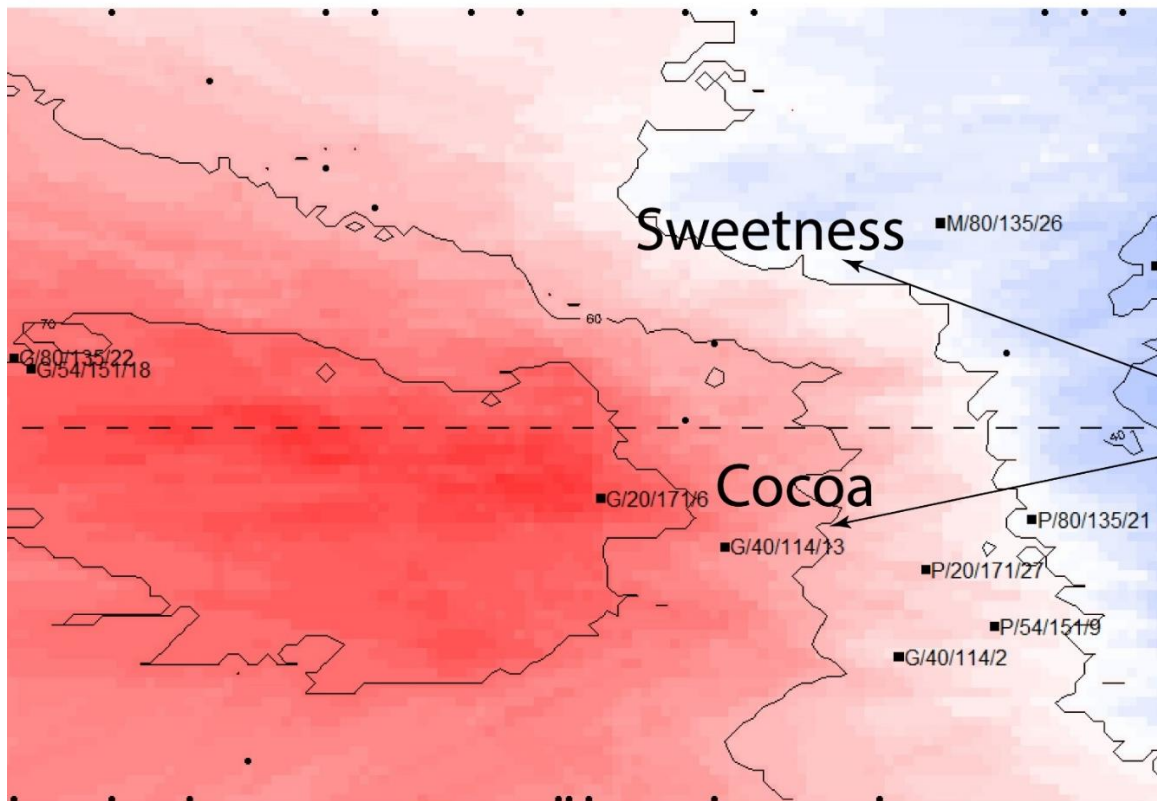 Sweetness
M/80/135/26
70
60
G/80/135/22
G/54/151/18
40
G/20/171/6
Cocoa
P/80/135/21
G/40/114/13
P/20/171/27
P/54/151/9
G/40/114/2